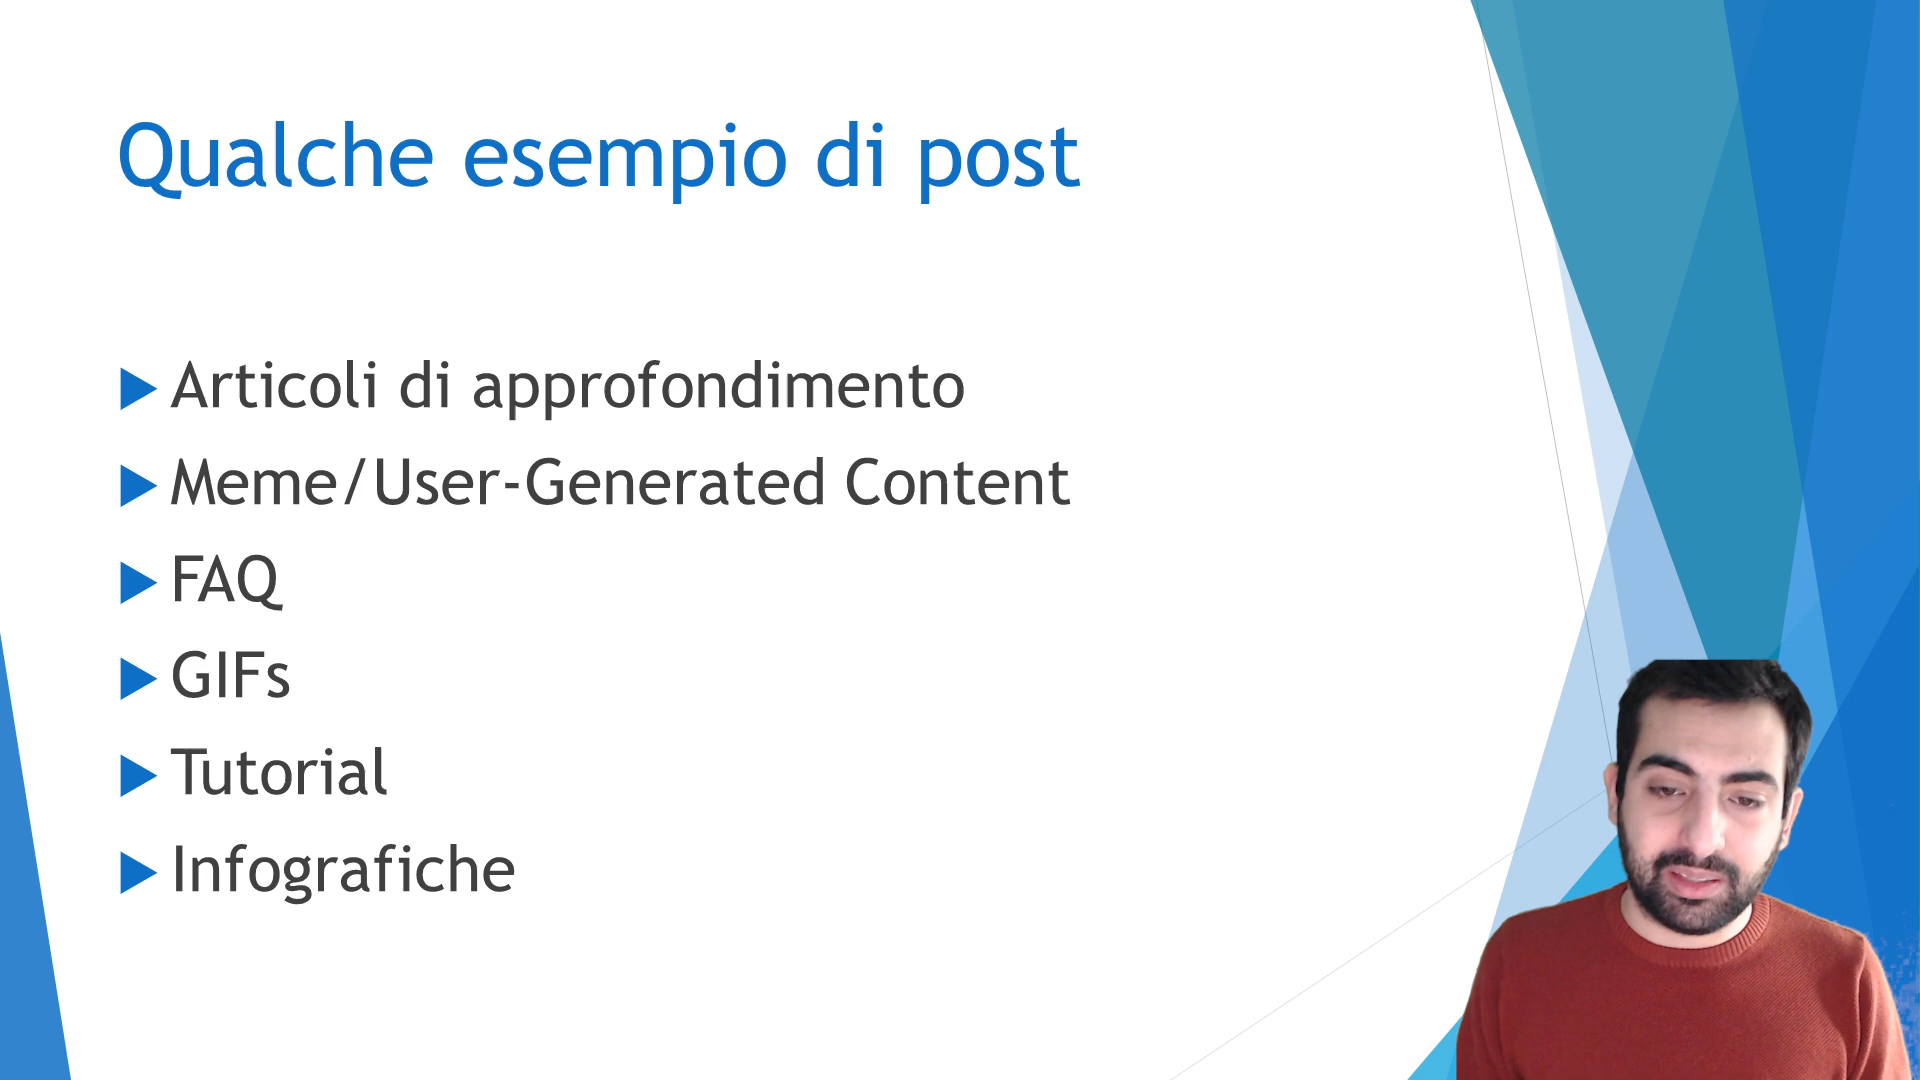 Qualche esempio di post
Articoli di approfondimento
Meme/User-Generated Content
FAQ
GIFs
Tutorial
Infografiche